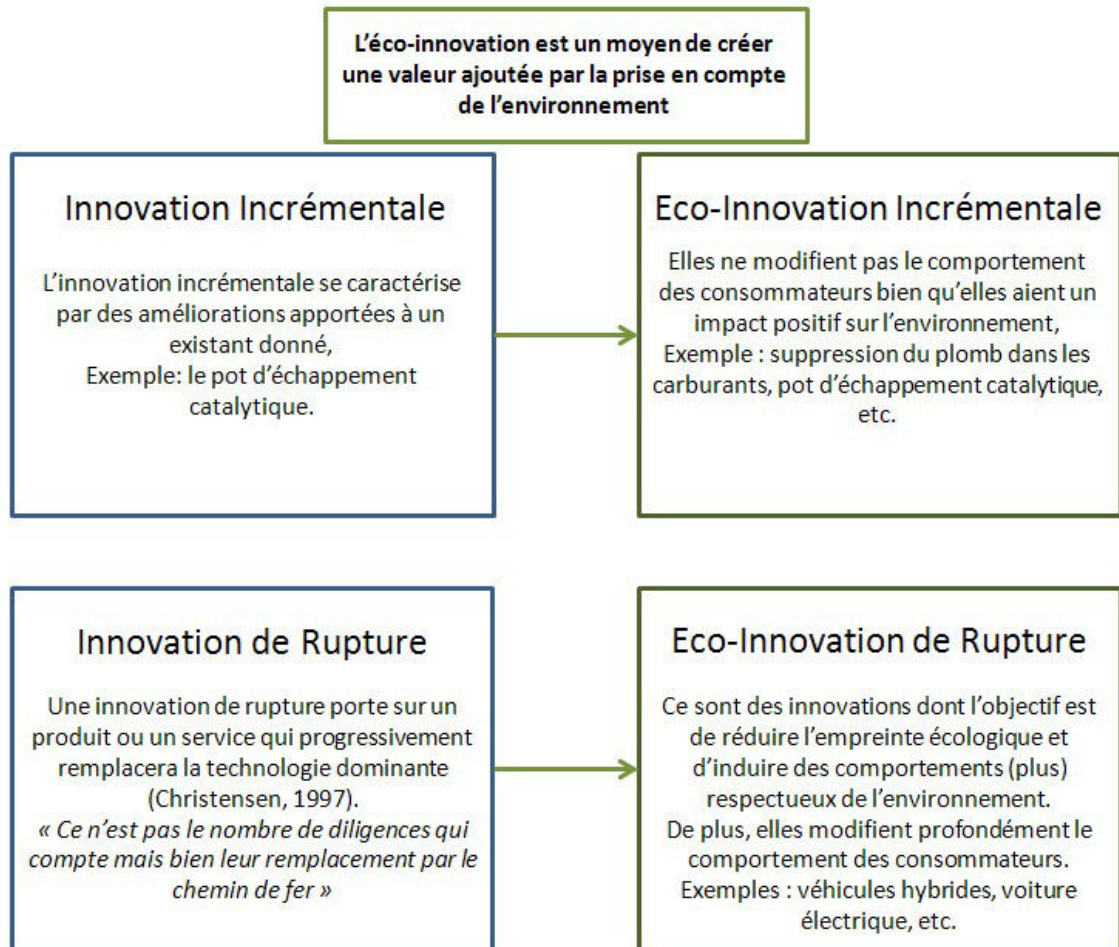 L'éco-innovation est un moyen de créer
une valeur ajoutée par la prise en compte
de l'environnement
Innovation Incrémentale
L'innovation incrémentale se caractérise
par des améliorations apportées à un
existant donné,
Exemple: le pot d'échappement
catalytique.
Eco-Innovation Incrémentale
Elles ne modifient pas le comportement
des consommateurs bien qu'elles aient un
impact positif sur l'environnement,
Exemple : suppression du plomb dans les
carburants, pot d'échappement catalytique,
etc.
Innovation de Rupture
Une innovation de rupture porte sur un
produit ou un service qui progressivement
remplacera la technologie dominante
(Christensen, 1997).
« Ce n'est pas le nombre de diligences qui
compte mais bien leur remplacement par le
chemin de fer »
Eco-Innovation de Rupture
Ce sont des innovations dont l'objectif est
de réduire l'empreinte écologique et
d'induire des comportements (plus)
respectueux de l'environnement.
De plus, elles modifient profondément le
comportement des consommateurs.
Exemples : véhicules hybrides, voiture
électrique, etc.